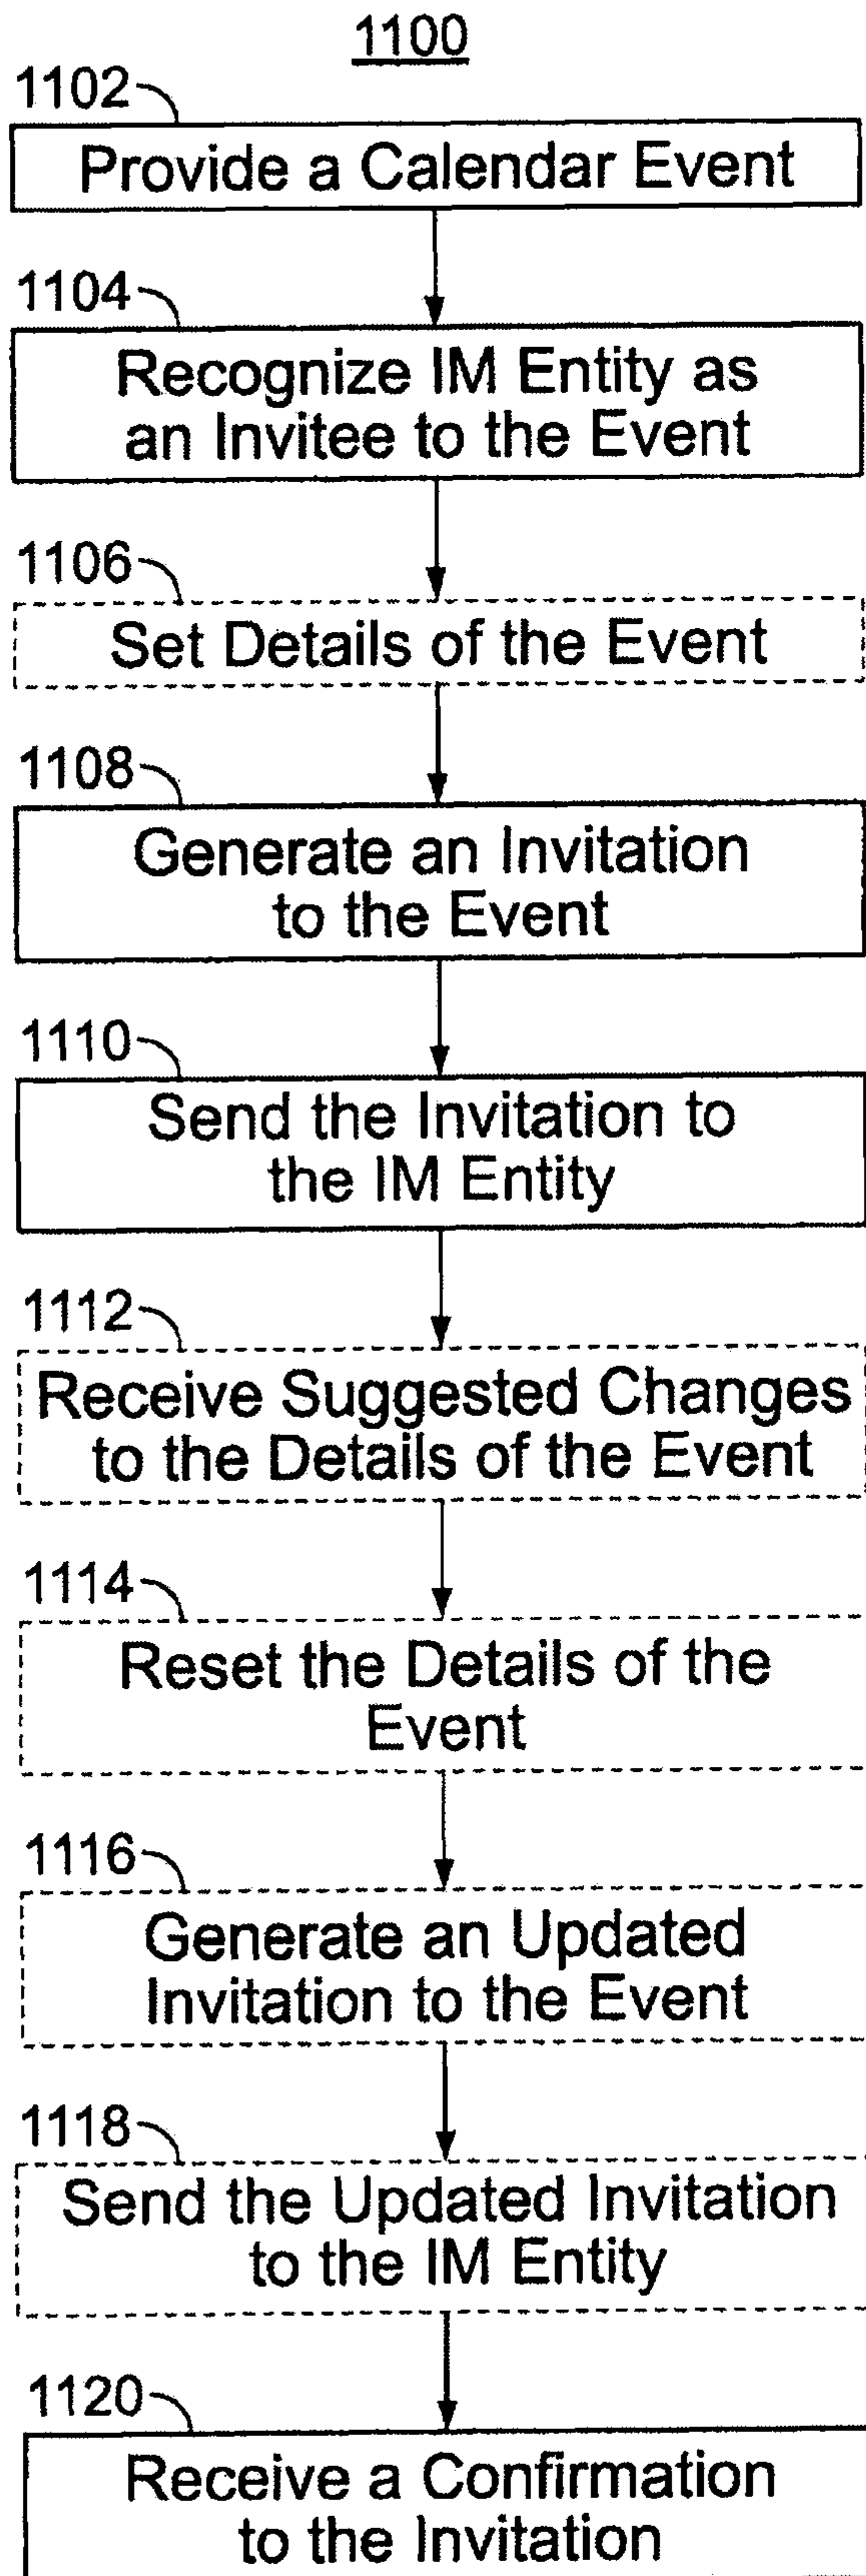 1100
1102
Provide a Calendar Event
1104
Recognize IM Entity as
an Invitee to the Event
1106
Set Details of the Event
1108
Generate an Invitation
to the Event
1110
Send the Invitation to
the IM Entity
1112
Receive Suggested Changes
to the Details of the Event
1114
Reset the Details of the
Event
1116
Generate an Updated
Invitation to the Event
1118
Send the Updated Invitation
to the IM Entity
1120
Receive a Confirmation
to the Invitation